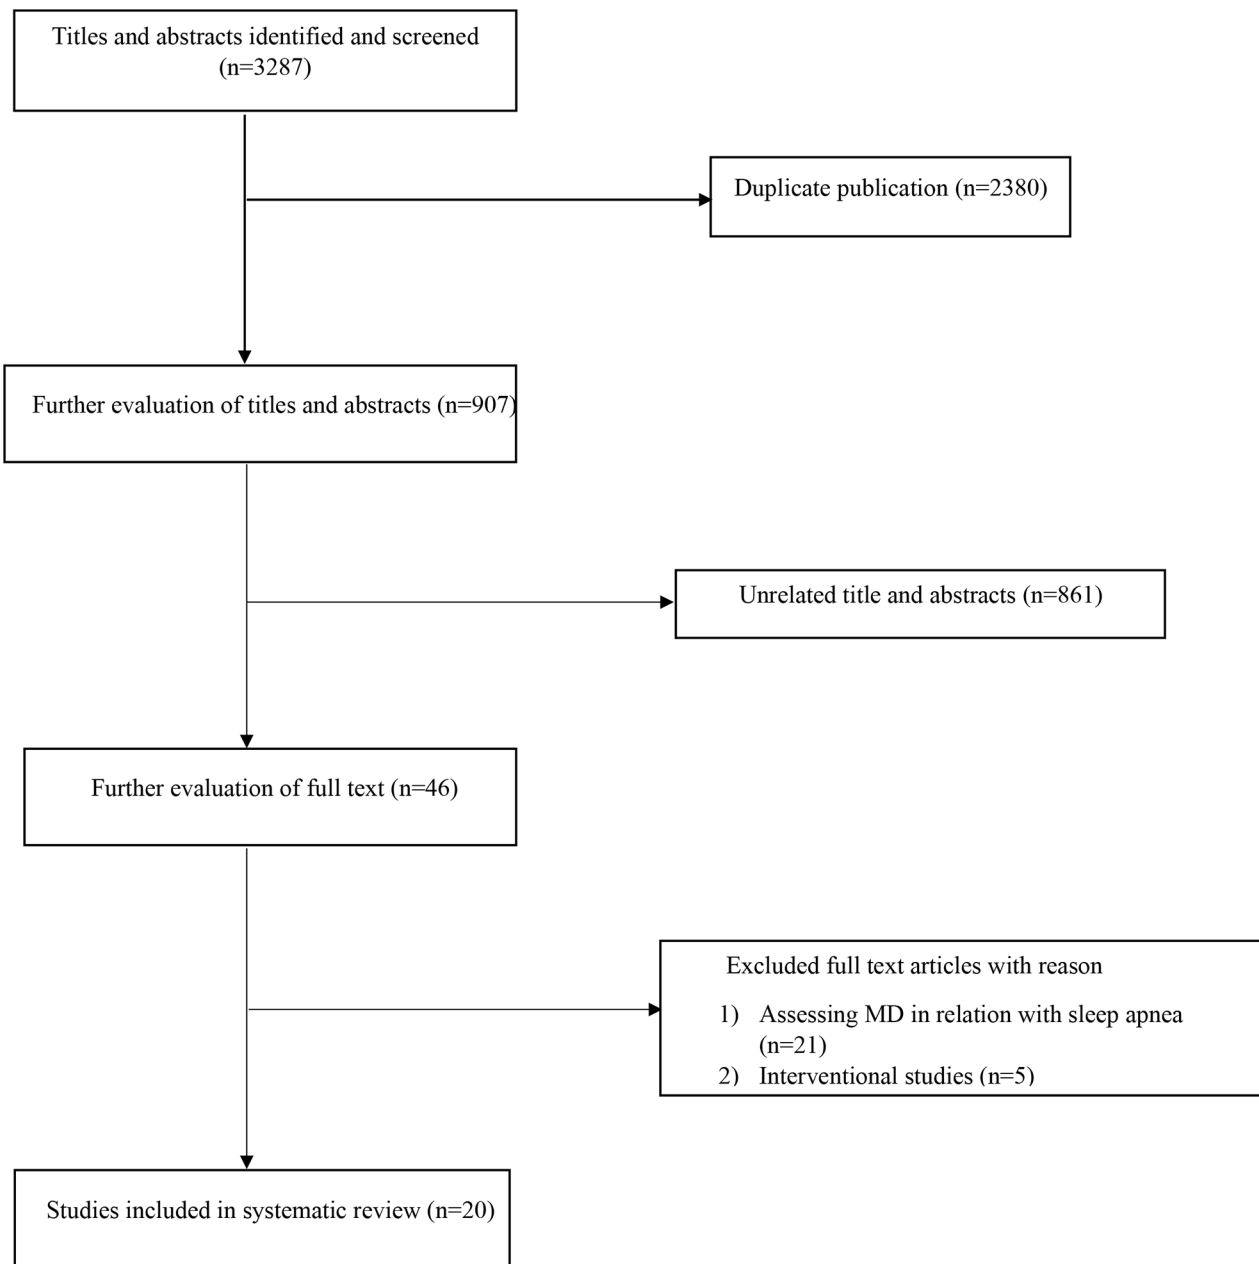 Titles and abstracts identified and screened
(n=3287)
Duplicate publication (n=2380)
Further evaluation of titles and abstracts (n=907)
Unrelated title and abstracts (n=861)
Further evaluation of full text (n=46)
Excluded full text articles with reason
1) Assessing MD in relation with sleep apnea
(n=21)
2) Interventional studies (n=5)
Studies included in systematic review (n=20)